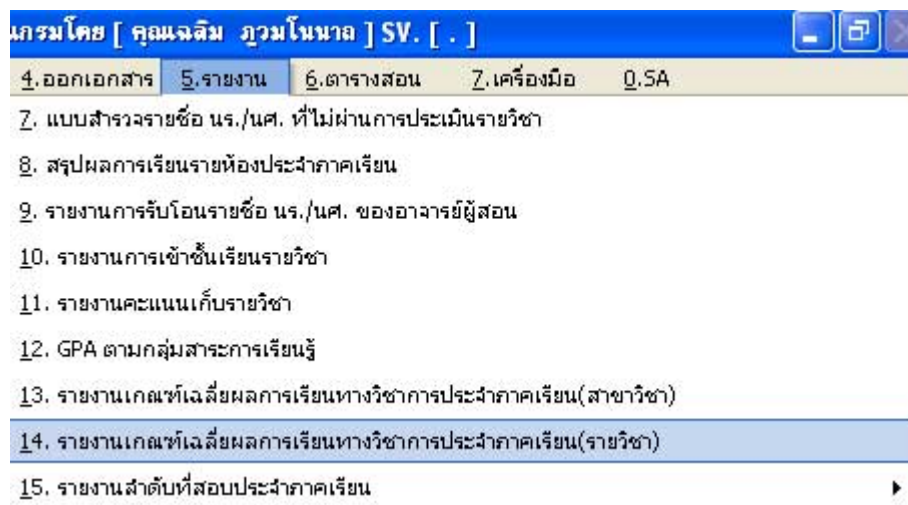 แกรมโดย [ คุณเฉลิม ภูวมโนนาถ ] SV. [ . ]
4.ออกเอกสาร 5.รายงาน 6.ตารางสอน 7.เครื่องมือ 0.SA
7. แบบสำรวจรายชื่อ นร./นศ. ที่ไม่ผ่านการประเมินรายวิชา
8. สรุปผลการเรียนรายห้องประจำภาคเรียน
9. รายงานการรับโอนรายชื่อ นร./นศ. ของอาจารย์ผู้สอน
10. รายงานการเข้าชั้นเรียนรายวิชา
11. รายงานคะแนนเก็บรายวิชา
12. GPA ตามกลุ่มสาระการเรียนรู้
13. รายงานเกณฑ์เฉลี่ยผลการเรียนทางวิชาการประจำภาคเรียน(สาขาวิชา)
14. รายงานเกณฑ์เฉลี่ยผลการเรียนทางวิชาการประจำภาคเรียน(รายวิชา)
15. รายงานลำดับที่สอบประจำภาคเรียน